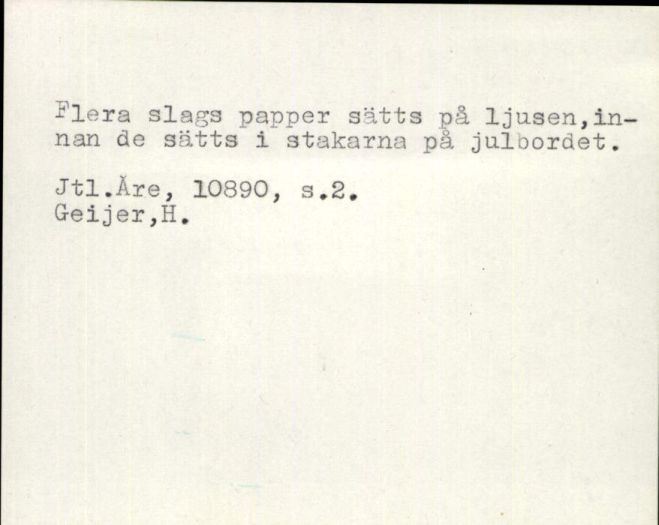 Flera slags papper sätts på ljusen,in-
nan de sätts i stakarna på julbordet.
Jtl.Åre, 10890, s.2.
Geijer,H.